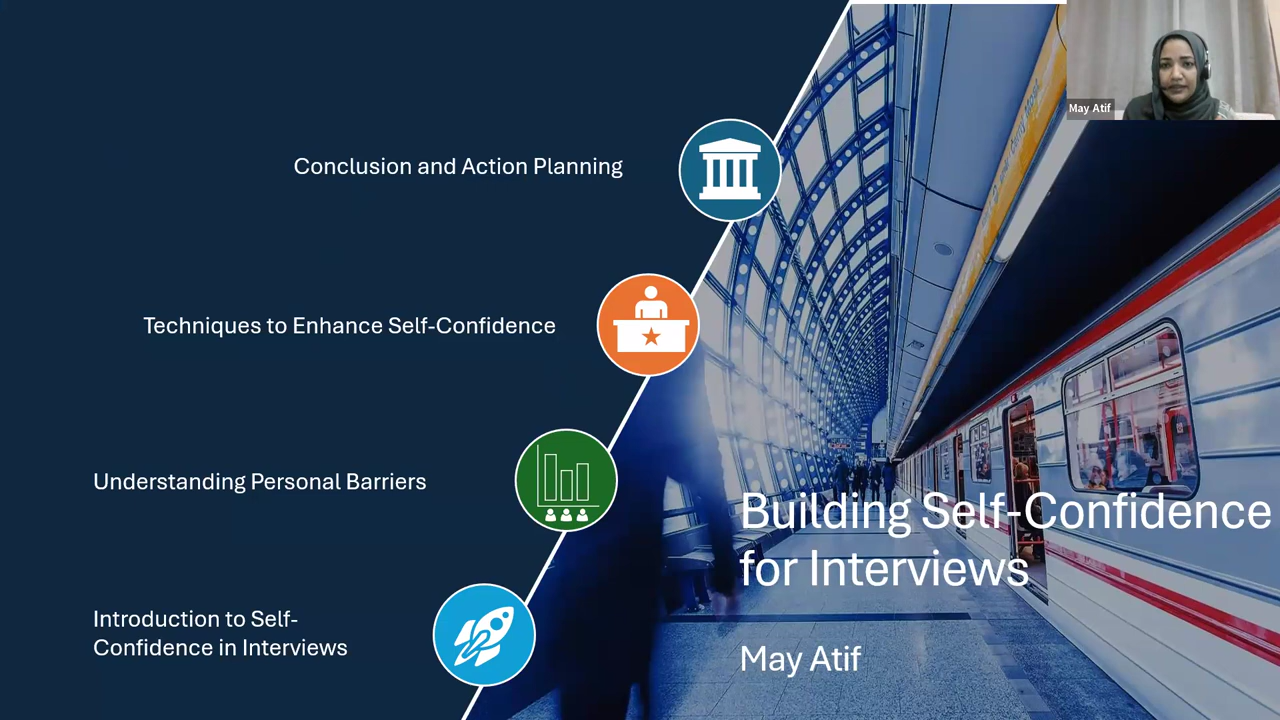 May Atif
Conclusion and Action Planning
Techniques to Enhance Self-Confidence
Understanding Personal Barriers
Building Self-Confidence
for Interviews
Introduction to Self-
Confidence in Interviews
May Atif